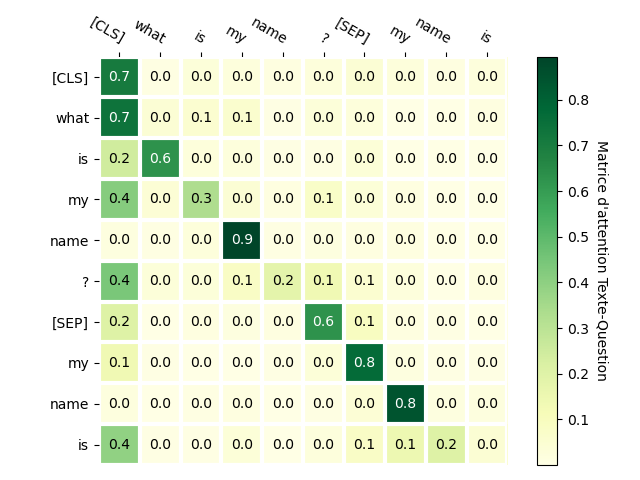 [CLS] what is my name ? [SEP] my name is
[CLS] 0.7 0.0 0.0 0.0 0.0 0.0 0.0 0.0 0.0 0.0
what 0.7 0.0 0.1 0.1 0.0 0.0 0.0 0.0 0.0 0.0
is 0.2 0.6 0.0 0.0 0.0 0.0 0.0 0.0 0.0 0.0
my 0.4 0.0 0.3 0.0 0.0 0.1 0.0 0.0 0.0 0.0
name 0.0 0.0 0.0 0.9 0.0 0.0 0.0 0.0 0.0 0.0
? 0.4 0.0 0.0 0.1 0.2 0.1 0.1 0.0 0.0 0.0
[SEP] 0.2 0.0 0.0 0.0 0.0 0.6 0.1 0.0 0.0 0.0
my 0.1 0.0 0.0 0.0 0.0 0.0 0.8 0.0 0.0 0.0
name 0.0 0.0 0.0 0.0 0.0 0.0 0.0 0.8 0.0 0.0
is 0.4 0.0 0.0 0.0 0.0 0.0 0.1 0.1 0.2 0.0
0.8
0.7
0.6
0.5
0.4
0.3
0.2
0.1
Matrice d'attention Texte-Question